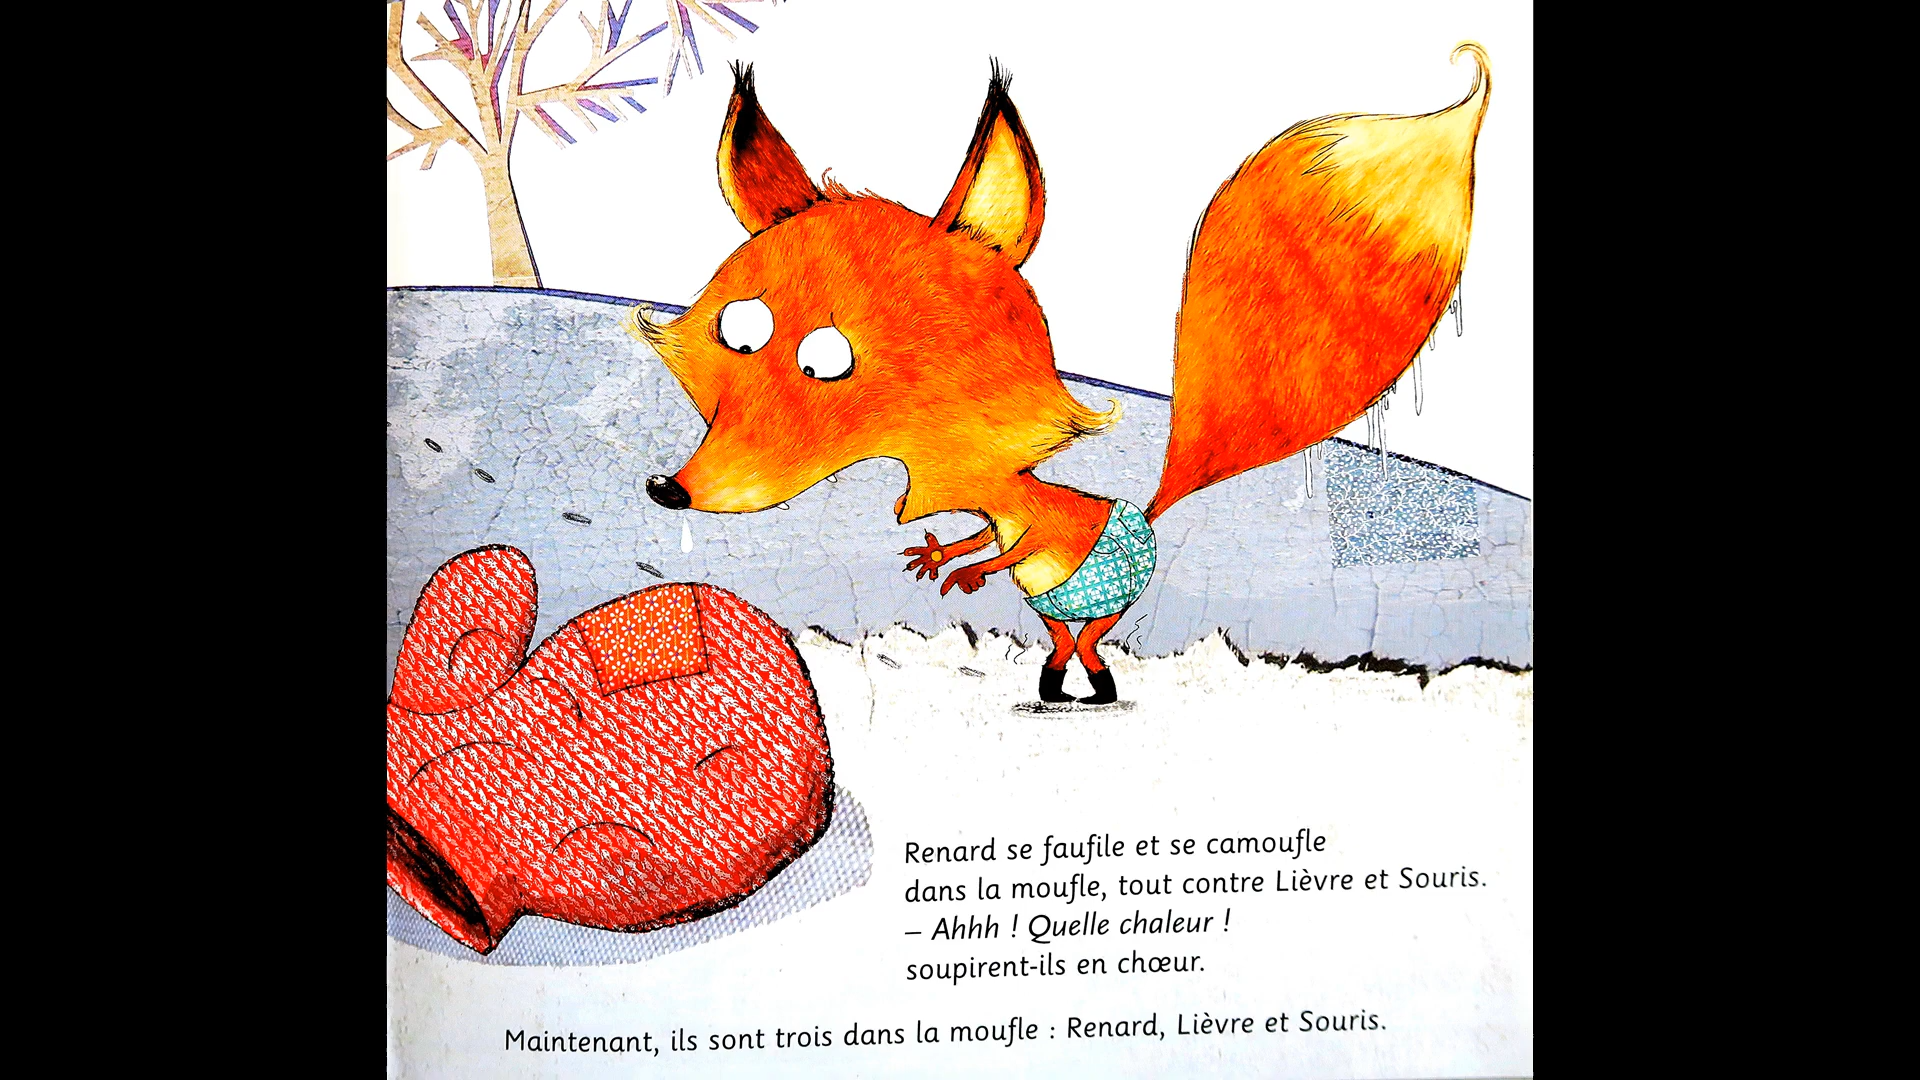 Renard se faufile et se camoufle
dans la moufle, tout contre Lièvre et Souris.
– Ahhh ! Quelle chaleur !
soupirent-ils en chœur.
Maintenant, ils sont trois dans la moufle : Renard, Lièvre et Souris.